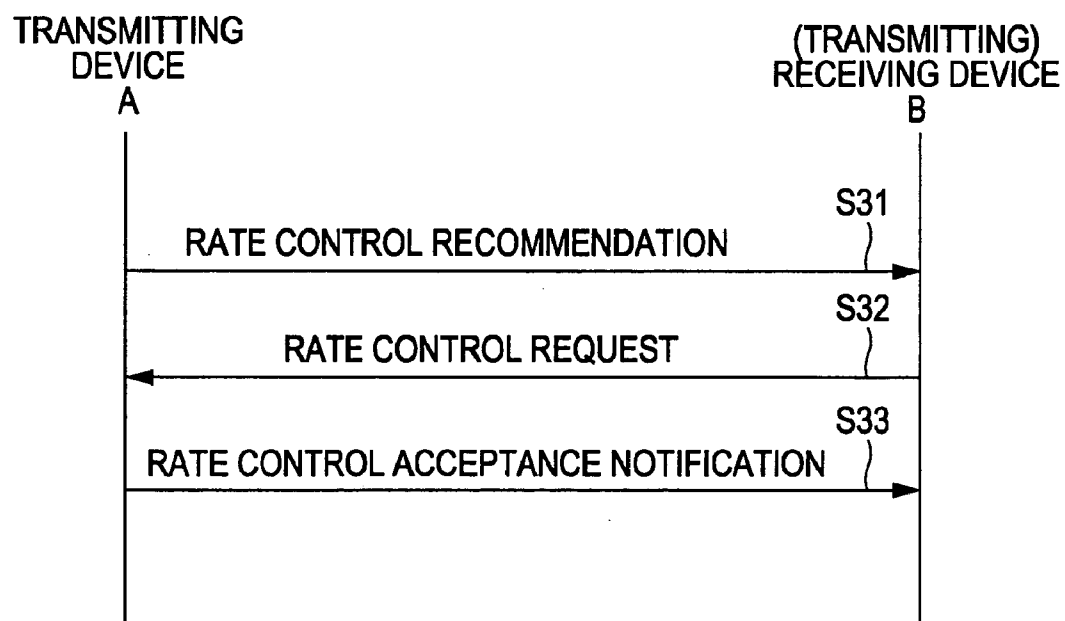 TRANSMITTING
DEVICE
A
(TRANSMITTING)
RECEIVING DEVICE
B
S31
RATE CONTROL RECOMMENDATION
S32
RATE CONTROL REQUEST
S33
RATE CONTROL ACCEPTANCE NOTIFICATION